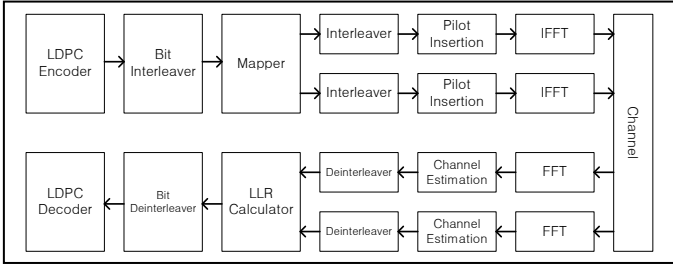 LDPC
Encoder
Bit
Interleaver
Mapper
Interleaver
Pilot
Insertion
IFFT
Interleaver
Pilot
Insertion
IFFT
Channel
LDPC
Decoder
Bit
Deinterleaver
LLR
Calculator
Deinterleaver
Channel
Estimation
FFT
Deinterleaver
Channel
Estimation
FFT